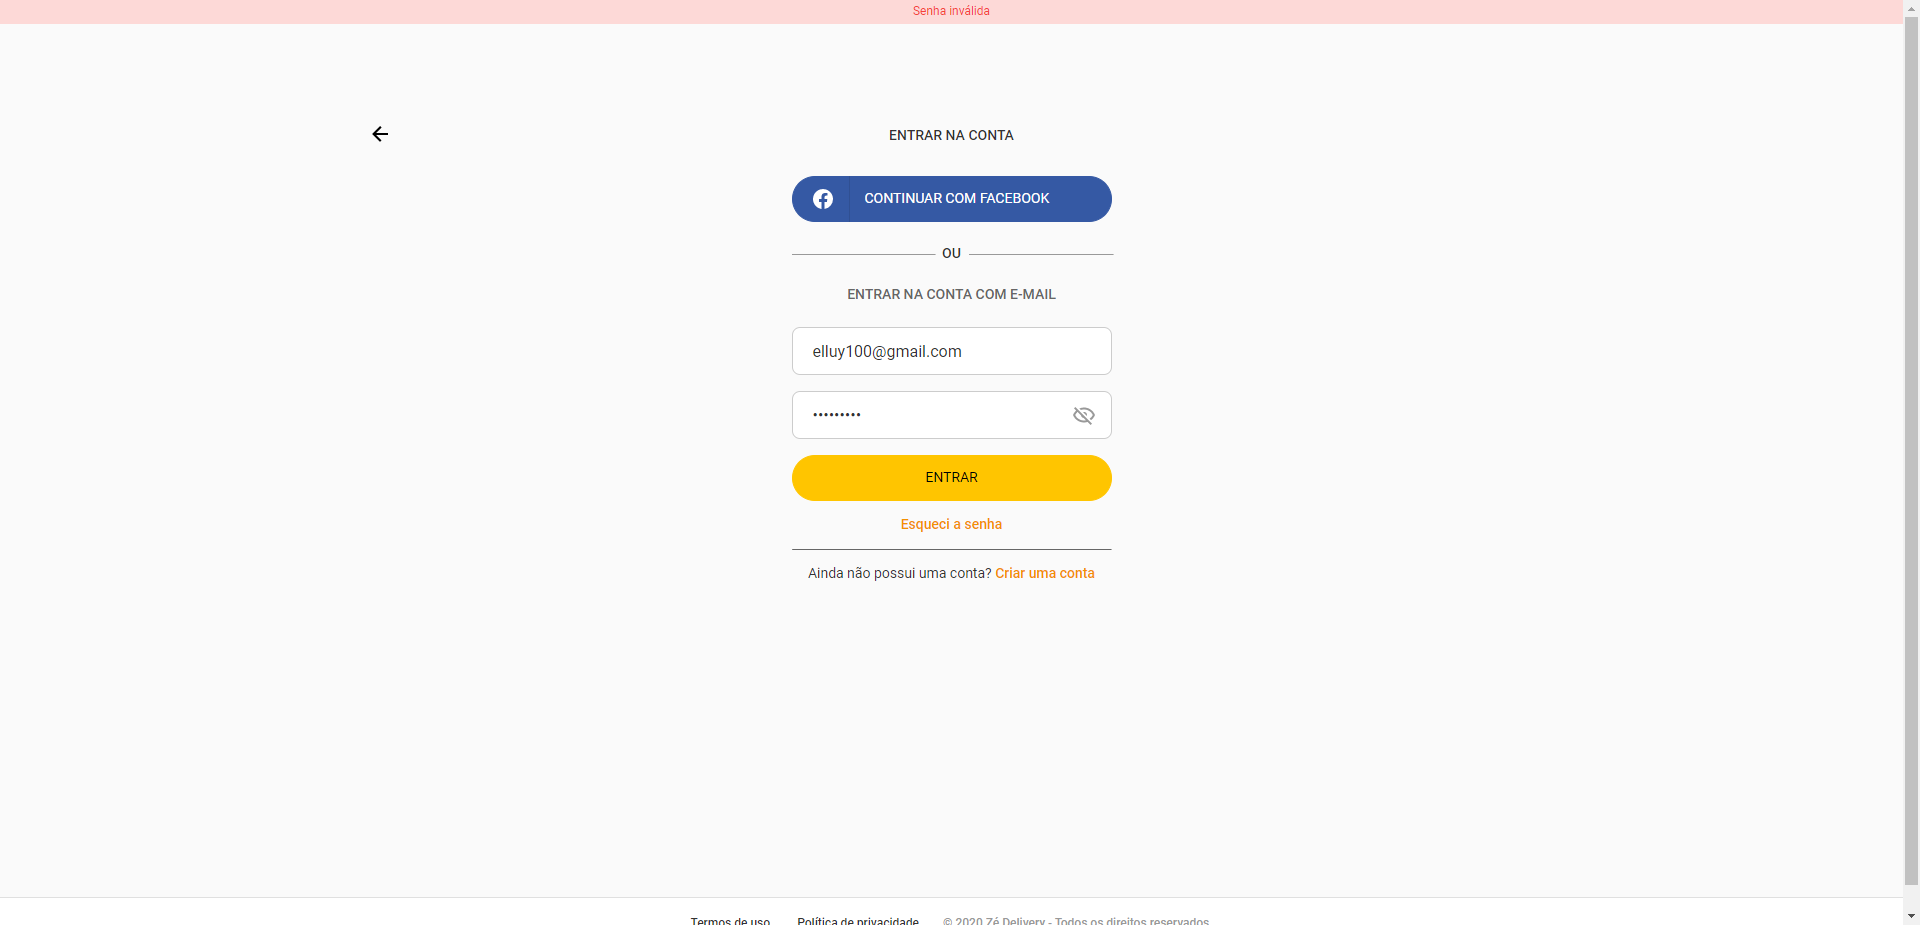 Senha inválida
ENTRAR NA CONTA
CONTINUAR COM FACEBOOK
OU
ENTRAR NA CONTA COM E-MAIL
elluy100@gmail.com
•••••••••
ENTRAR
Esqueci a senha
Ainda não possui uma conta? Criar uma conta
Termos de uso Política de privacidade © 2020 Zé Delivery - Todos os direitos reservados